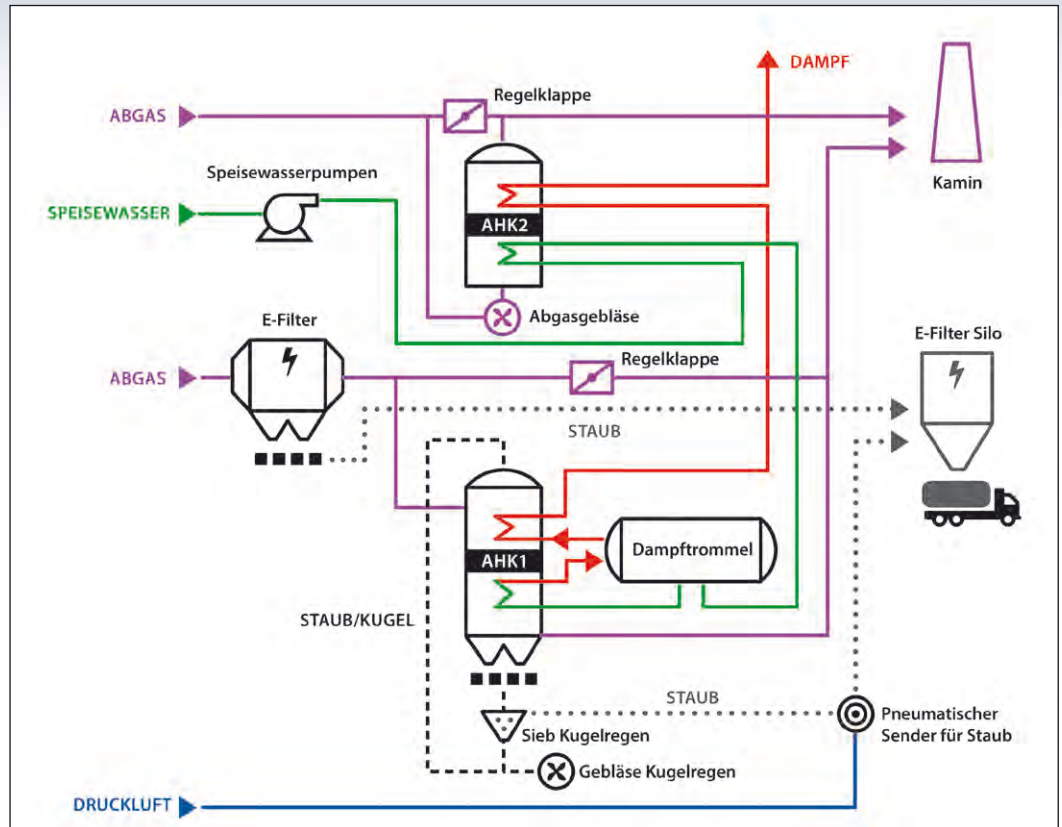 DAMPF
Regelklappe
ABGAS
Speisewasserpumpen
Kamin
SPEISEWASSER
AHK2
E-Filter
Abgasgebläse
E-Filter Silo
Regelklappe
ABGAS
STAUB
Dampftrommel
AHK1
STAUB/KUGEL
STAUB
Pneumatischer
Sender für Staub
Sieb Kugelregen
Gebläse Kugelregen
DRUCKLUFT